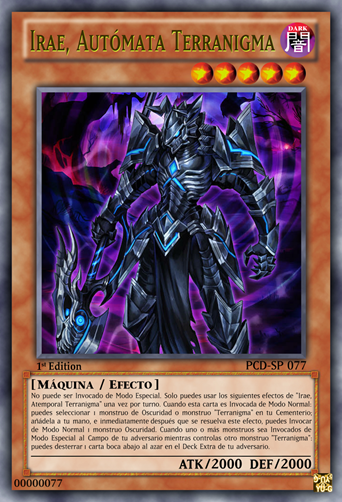 Irae, Autómata Terranigma
DARK
闇
1st Edition
PCD-SP 077
[Máquina / Efecto]
No puede ser Invocado de Modo Especial. Solo puedes usar los siguientes efectos de "Irae,
Atemporal Terranigma" una vez por turno. Cuando esta carta es Invocada de Modo Normal:
puedes seleccionar 1 monstruo de Oscuridad o monstruo "Terranigma" en tu Cementerio;
añádela a tu mano, e inmediatamente después que se resuelva este efecto, puedes Invocar
de Modo Normal 1 monstruo Oscuridad. Cuando uno o más monstruos sea Invocados de
Modo Especial al Campo de tu adversario mientras controlas otro monstruo "Terranigma":
puedes desterrar 1 carta boca abajo al azar en el Deck Extra de tu adversario.
ATK/2000 DEF/2000
00000077